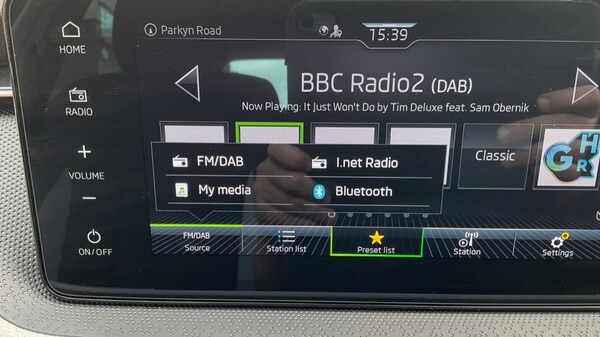 Parkyn Road
15:39
HOME
RADIO
VOLUME
ON/OFF
BBC Radio2 (DAB)
Now Playing: It Just Won't Do by Tim Deluxe feat. Sam Obernik
FM/DAB
I.net Radio
My media
Bluetooth
Classic
G H R
FM/DAB
Source
Station list
Preset list
Station
Settings